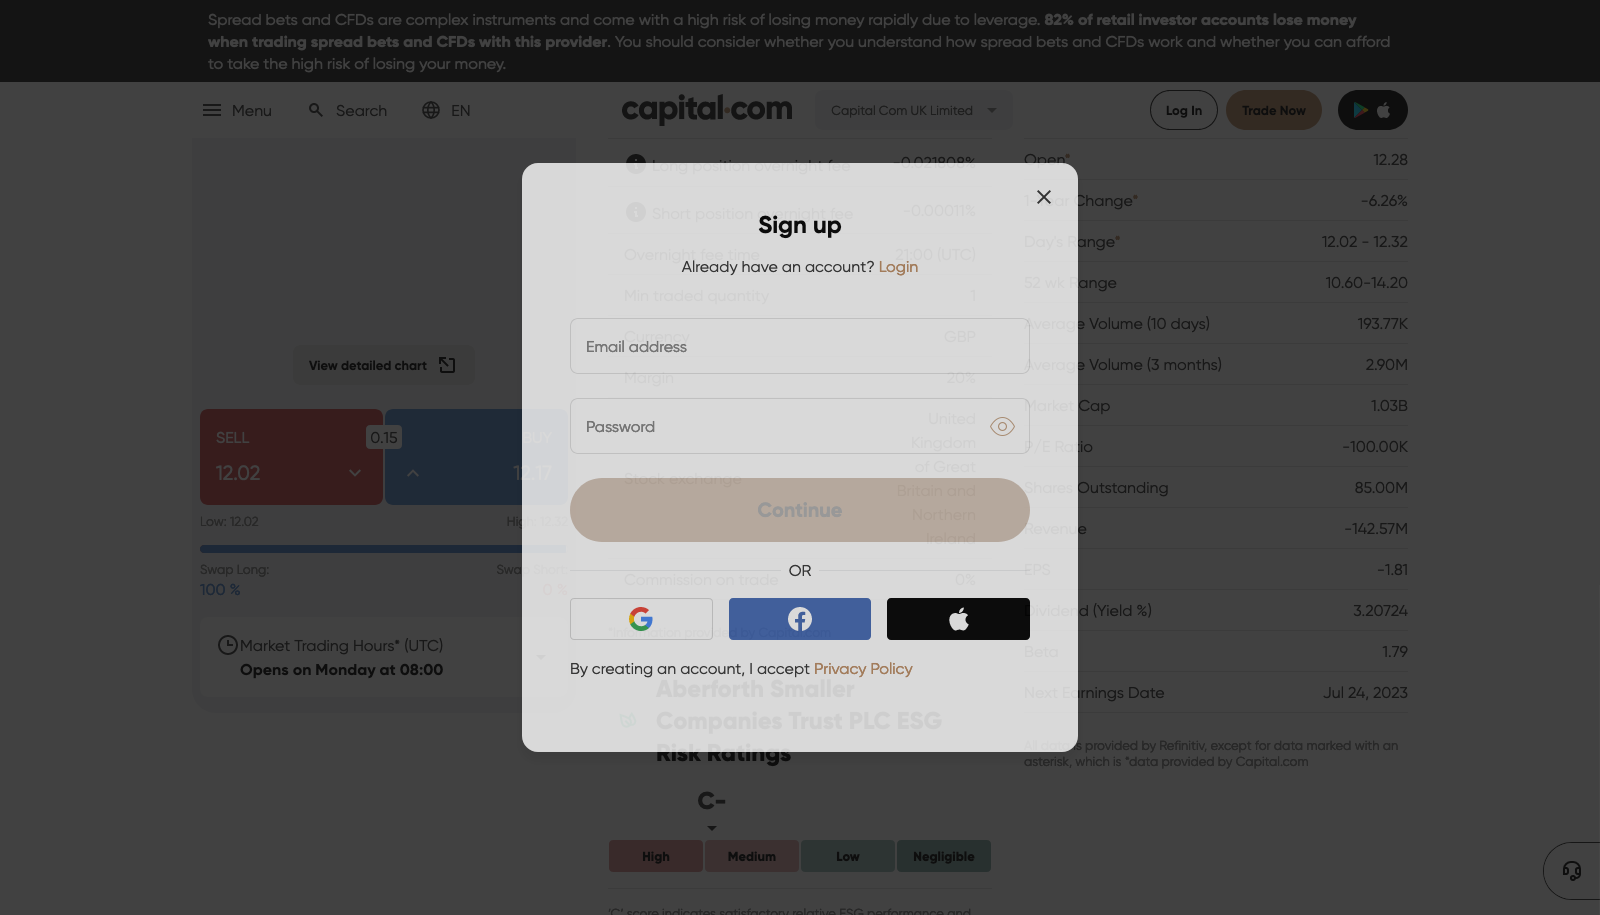 Spread bets and CFDs are complex instruments and come with a high risk of losing money rapidly due to leverage. 82% of retail investor accounts lose money
when trading spread bets and CFDs with this provider. You should consider whether you understand how spread bets and CFDs work and whether you can afford
to take the high risk of losing your money.
Menu
Search
EN
capital.com
Capital Com UK Limited
Log In
Trade Now
View detailed chart
SELL
12.02
0.15
BUY
12.17
Low: 12.02
Swap Long:
100 %
Market Trading Hours* (UTC)
Opens on Monday at 08:00
Long position overnight fee
-0.021808%
Short position overnight fee
-0.00011%
Overnight fee time
21:00 (UTC)
Min traded quantity
1
Currency
GBP
Margin
20%
Stock exchange
United
Kingdom
of Great
Britain and
Northern
Ireland
Commission on trade
0%
Sign up
Already have an account? Login
Email address
Password
Continue
OR
By creating an account, I accept Privacy Policy
Aberforth Smaller
Companies Trust PLC ESG
Risk Ratings
C-
High
Medium
Low
Negligible
'C' score indicates satisfactory relative ESG performance and
Open*
12.28
1-Year Change*
-6.26%
Day's Range*
12.02 - 12.32
52 wk Range
10.60-14.20
Average Volume (10 days)
193.77K
Average Volume (3 months)
2.90M
Market Cap
1.03B
P/E Ratio
-100.00K
Shares Outstanding
85.00M
Revenue
-142.57M
EPS
-1.81
Dividend (Yield %)
3.20724
Beta
1.79
Next Earnings Date
Jul 24, 2023
All data is provided by Refinitiv, except for data marked with an
asterisk, which is *data provided by Capital.com